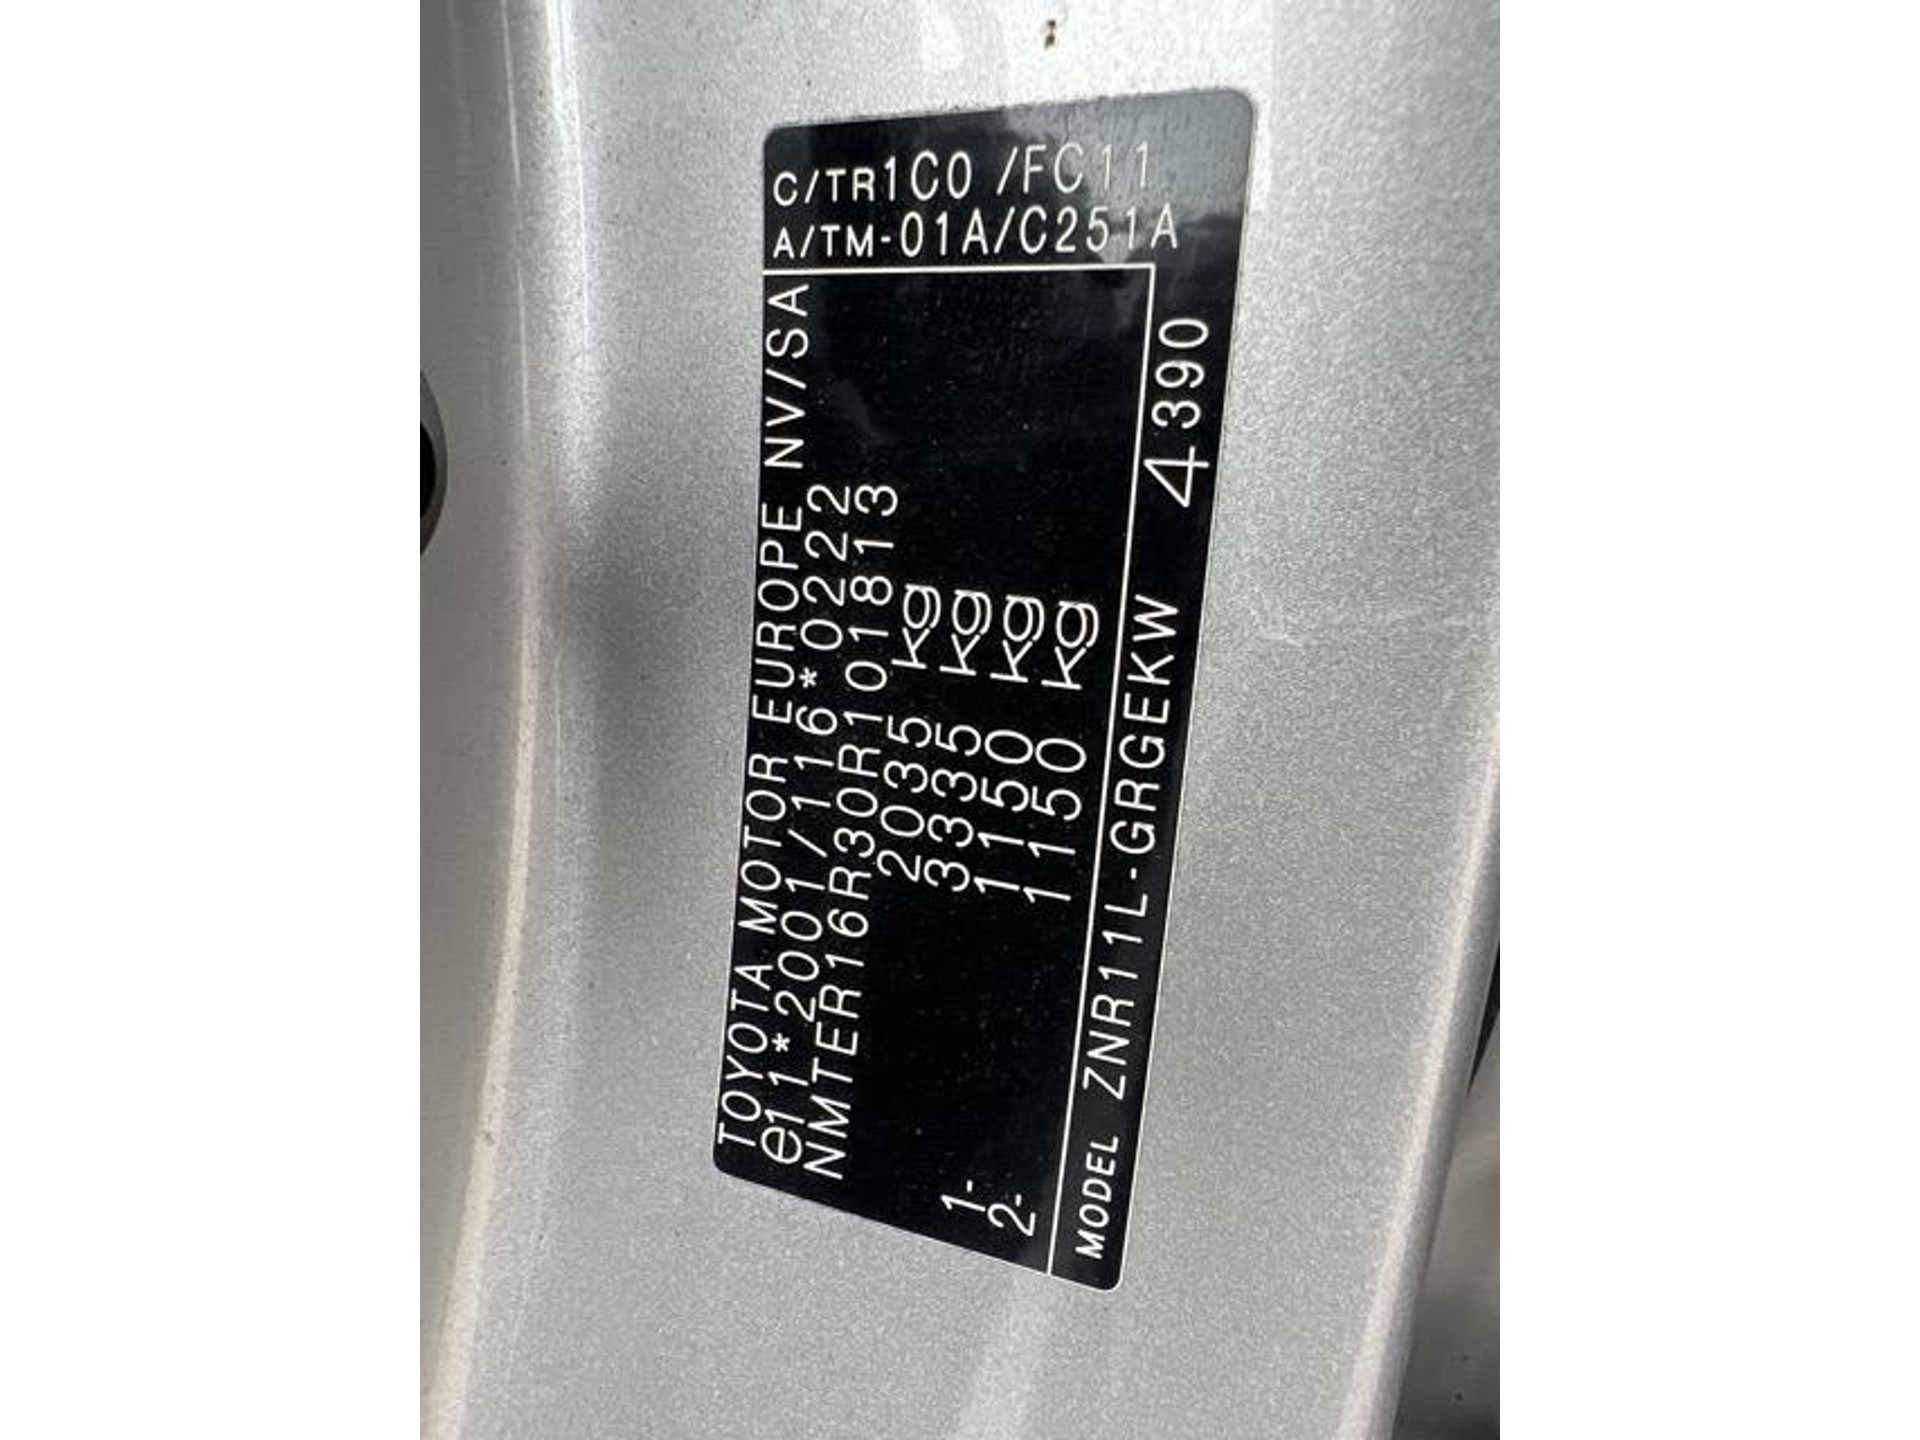 TOYOTA MOTOR EUROPE NV/SA
e11*2001/116*0222
NMTER16R30R101813
2035 kg
3335 kg
1- 1150 kg
2- 1150 kg
MODEL ZNR11L-GRGEKW 4390
C/TR1C0 /FC11
A/TM-01A/C251A